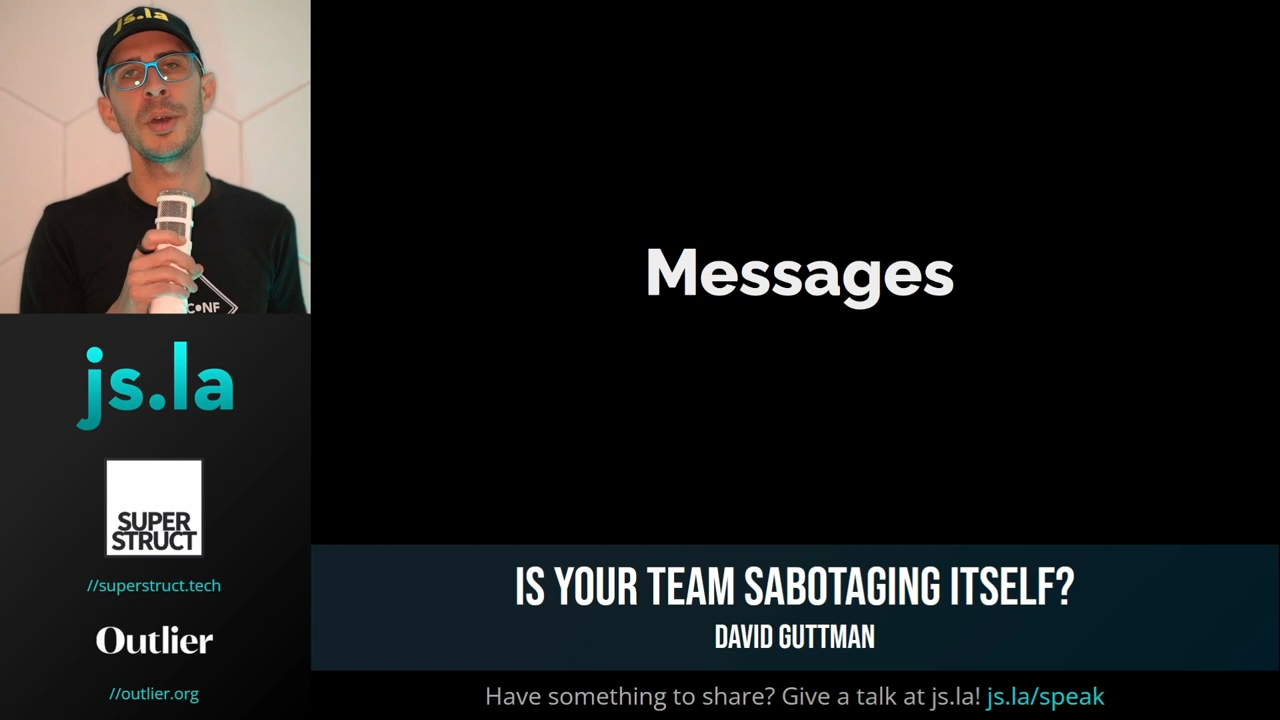 js.la
C•NF
js.la
SUPER
STRUCT
//superstruct.tech
Outlier
//outlier.org
Messages
IS YOUR TEAM SABOTAGING ITSELF?
DAVID GUTTMAN
Have something to share? Give a talk at js.la! js.la/speak